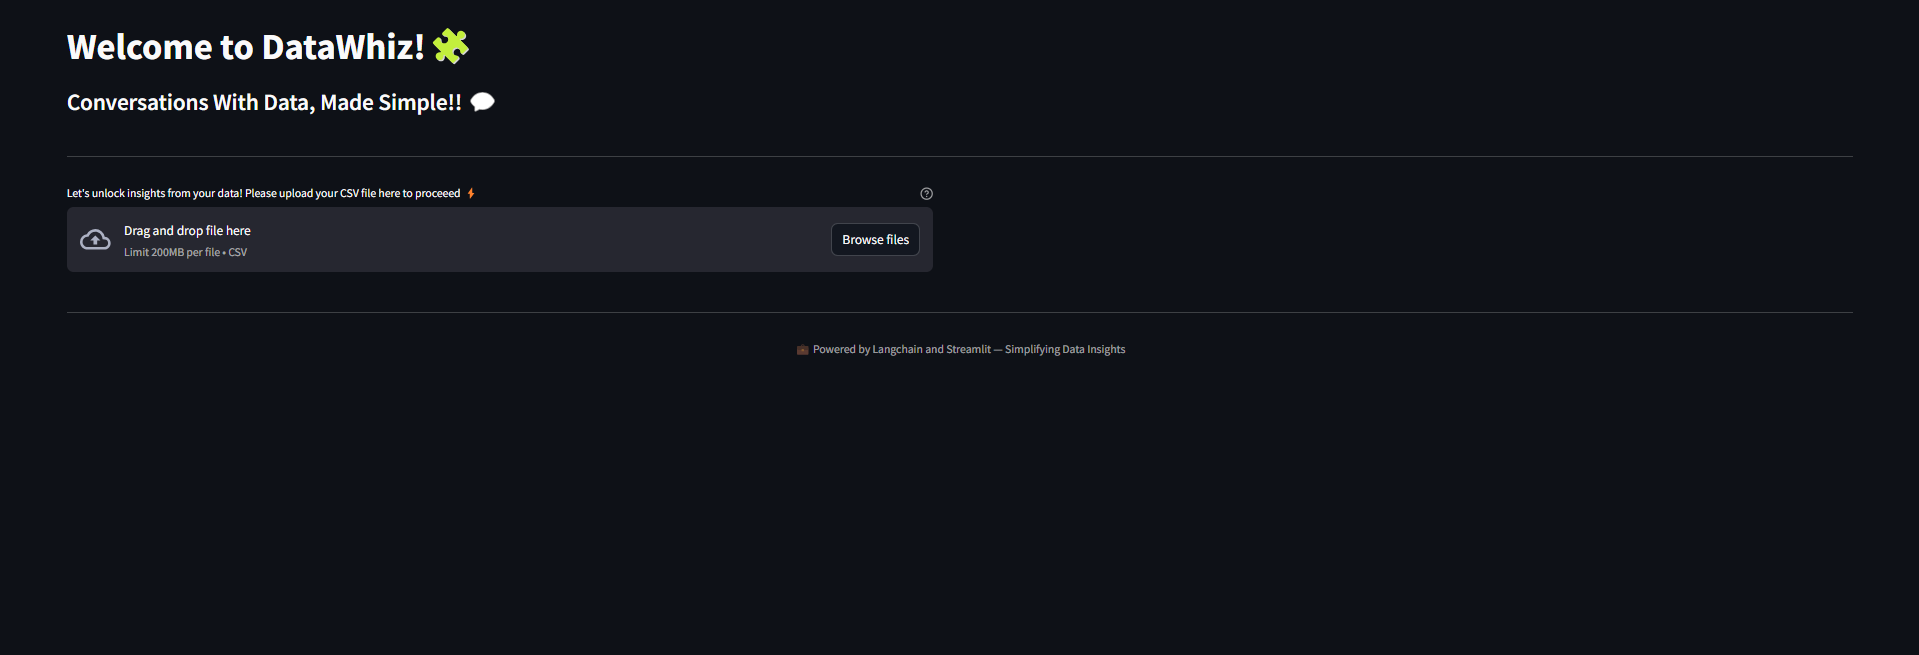 Welcome to DataWhiz! 🧩
Conversations With Data, Made Simple!! 💬
Let's unlock insights from your data! Please upload your CSV file here to proceeed ⚡
Drag and drop file here
Limit 200MB per file • CSV
Browse files
💼 Powered by Langchain and Streamlit — Simplifying Data Insights